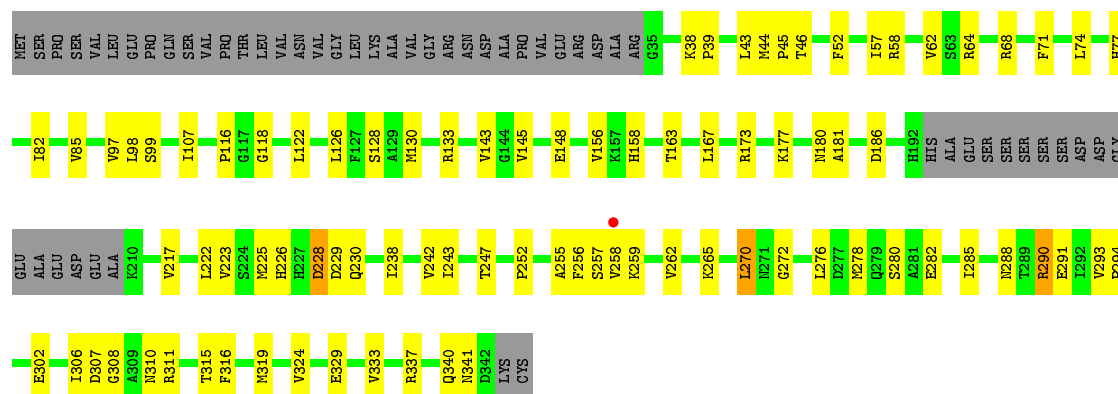 MET SER PRO SER VAL LEU GLU PRO GLN SER VAL PRO THR LEU VAL ASN VAL GLY LEU LYS ALA VAL GLY ARG ASN ASP ALA PRO VAL GLU ARG ASP ALA ARG G35 K38 P39 L43 M44 P45 T46 F52 I57 R58 V62 S63 R64 R68 F71 L74 H77
I82 V85 V97 L98 S99 I107 P116 G117 G118 L122 L126 F127 S128 A129 M130 R133 V143 G144 V145 E148 V156 K157 H158 T163 L167 R173 K177 N180 A181 D186 H192 HIS ALA GLU SER SER SER SER SER ASP ASP GLY
GLU ALA GLU ASP GLU ALA K210 V217 L222 V223 S224 M225 H226 H227 D228 D229 Q230 I238 V242 I243 T247 P252 A255 F256 S257 V258 K259 V262 K265 L270 N271 G272 L276 D277 M278 Q279 S280 A281 E282 I285 N288 T289 R290 E291 I292 V293 P294
E302 I306 D307 G308 A309 N310 R311 T315 F316 M319 V324 E329 V333 R337 Q340 N341 D342 LYS CYS